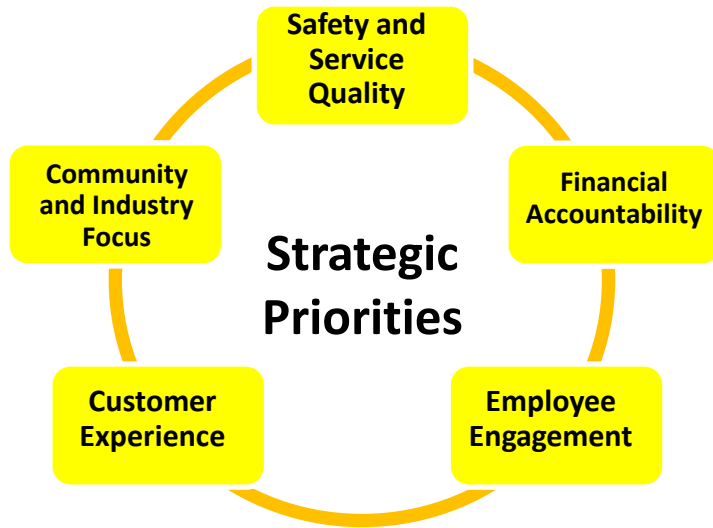 Safety and
Service
Quality
Financial
Accountability
Employee
Engagement
Customer
Experience
Community
and Industry
Focus
Strategic
Priorities